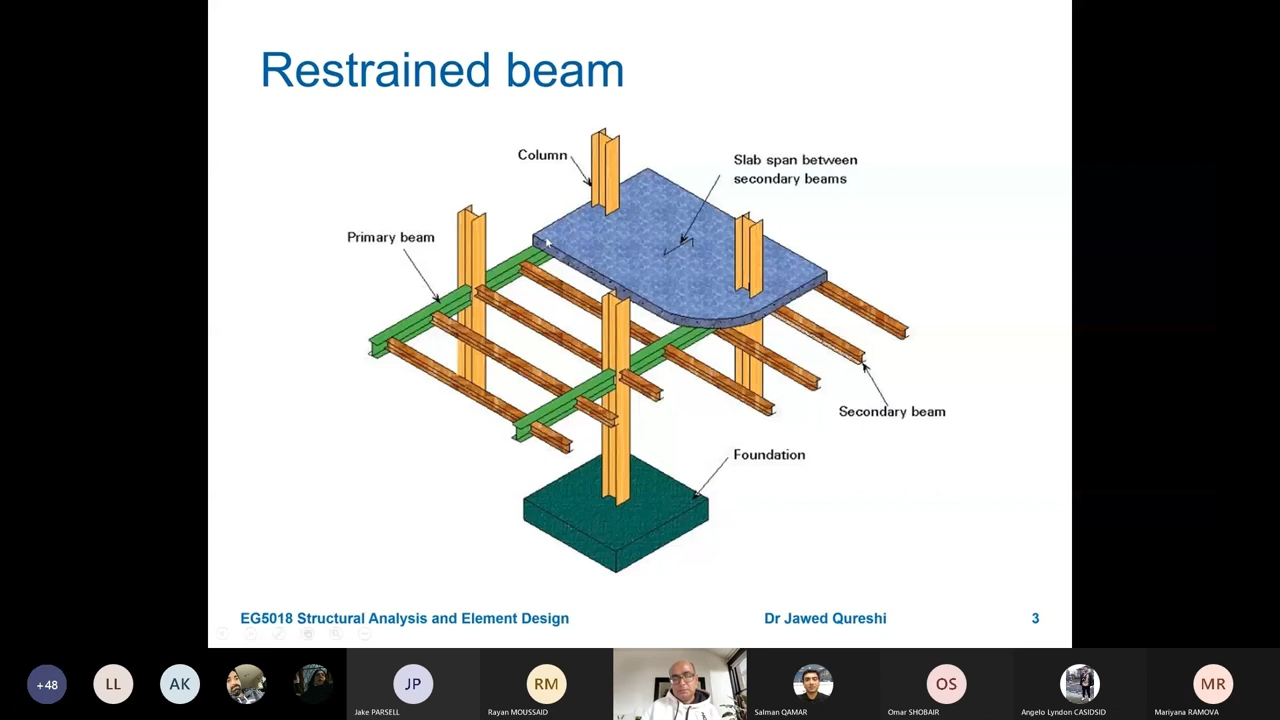 Restrained beam
Column
Slab span between
secondary beams
Primary beam
Secondary beam
Foundation
EG5018 Structural Analysis and Element Design
Dr Jawed Qureshi
3
+48
LL
AK
JP
Jake PARSELL
RM
Rayan MOUSSAID
Salman QAMAR
OS
Omar SHOBAIR
Angelo Lyndon CASIDSID
MR
Mariyana RAMOVA